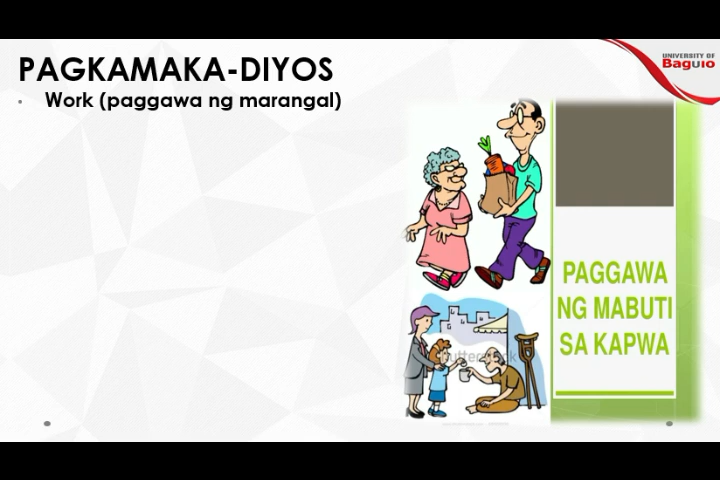 UNIVERSITY OF
Baguio
PAGKAMAKA-DIYOS
Work (paggawa ng marangal)
PAGGAWA
NG MABUTI
SA KAPWA